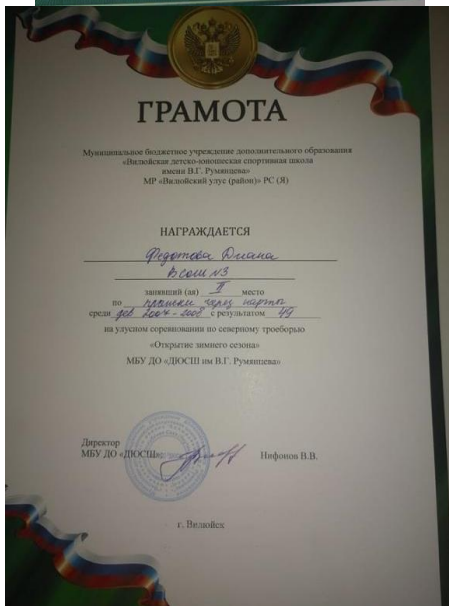 ГРАМОТА
Муниципальное бюджетное учреждение дополнительного образования
«Вилюйская детско-юношеская спортивная школа
имени В.Г. Румянцева»
МР «Вилюйский улус (район)» РС (Я)
НАГРАЖДАЕТСЯ
Федотова Диана
ВСОШ №3
занявший (ая) II место
по прыжки через нарты
среди дев. 2007-2008 с результатом 49
на улусном соревновании по северному троеборью
«Открытие зимнего сезона»
МБУ ДО «ДЮСШ им В.Г. Румянцева»
Директор
МБУ ДО «ДЮСШ»: Нифонов В.В.
г. Вилюйск